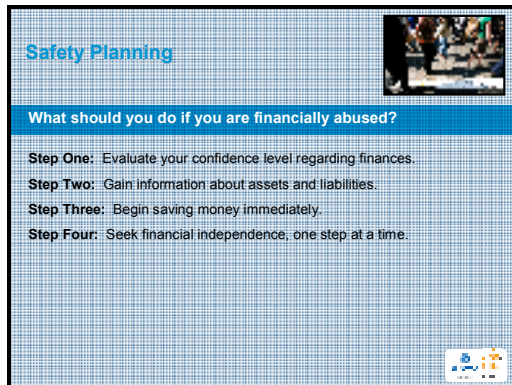 Safety Planning
What should you do if you are financially abused?
Step One: Evaluate your confidence level regarding finances.
Step Two: Gain information about assets and liabilities.
Step Three: Begin saving money immediately.
Step Four: Seek financial independence, one step at a time.